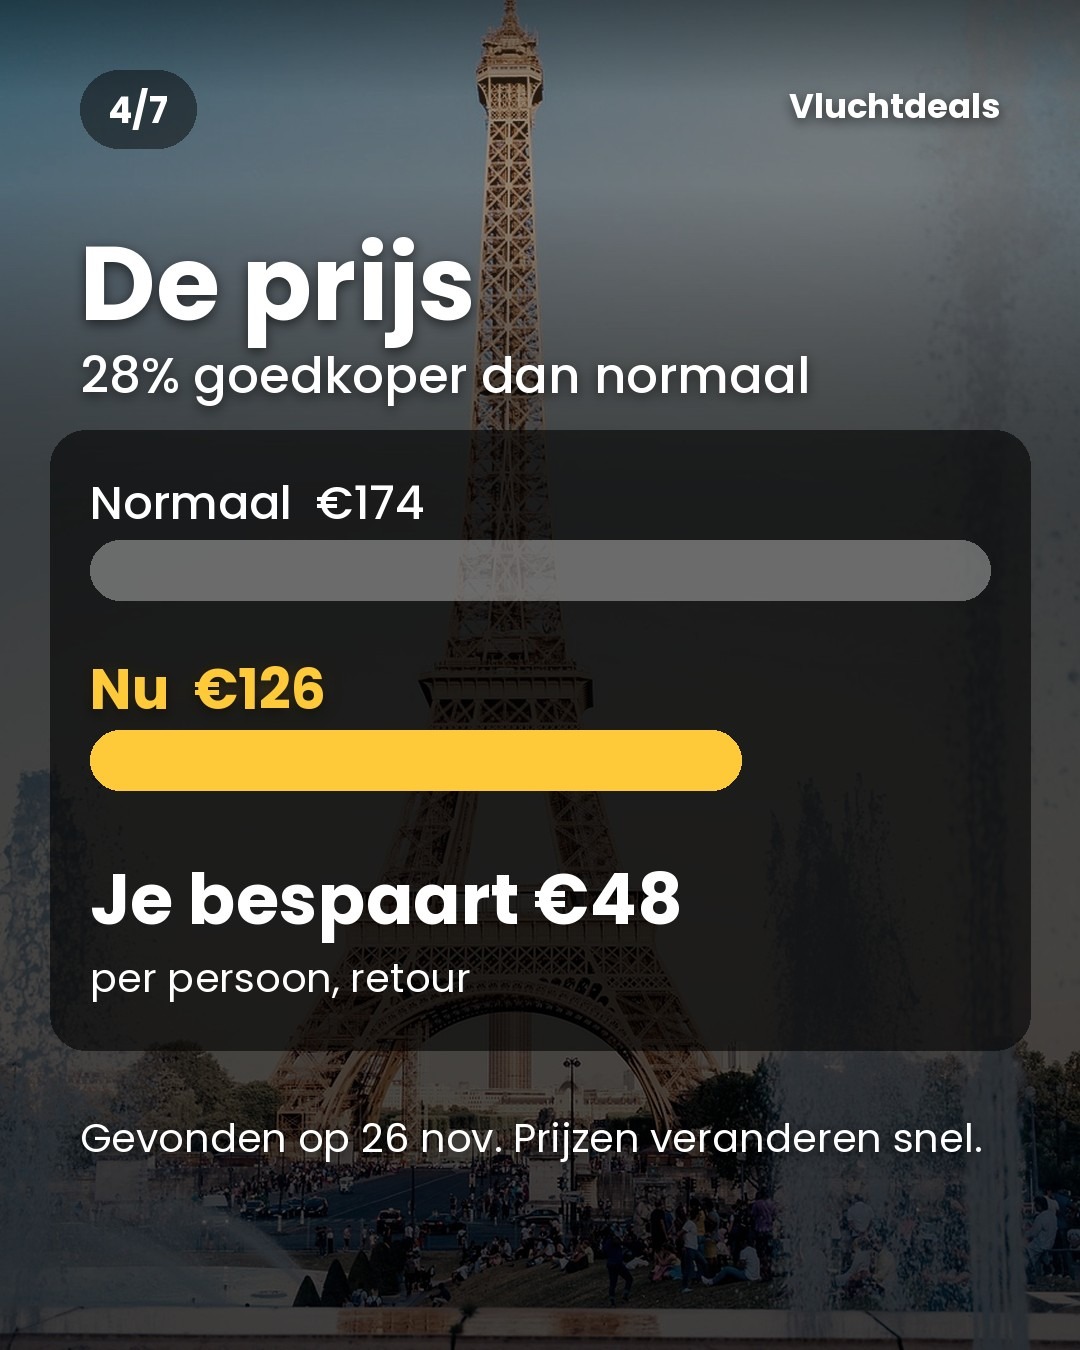 4/7
Vluchtdeals
De prijs
28% goedkoper dan normaal
Normaal €174
Nu €126
Je bespaart €48
per persoon, retour
Gevonden op 26 nov. Prijzen veranderen snel.